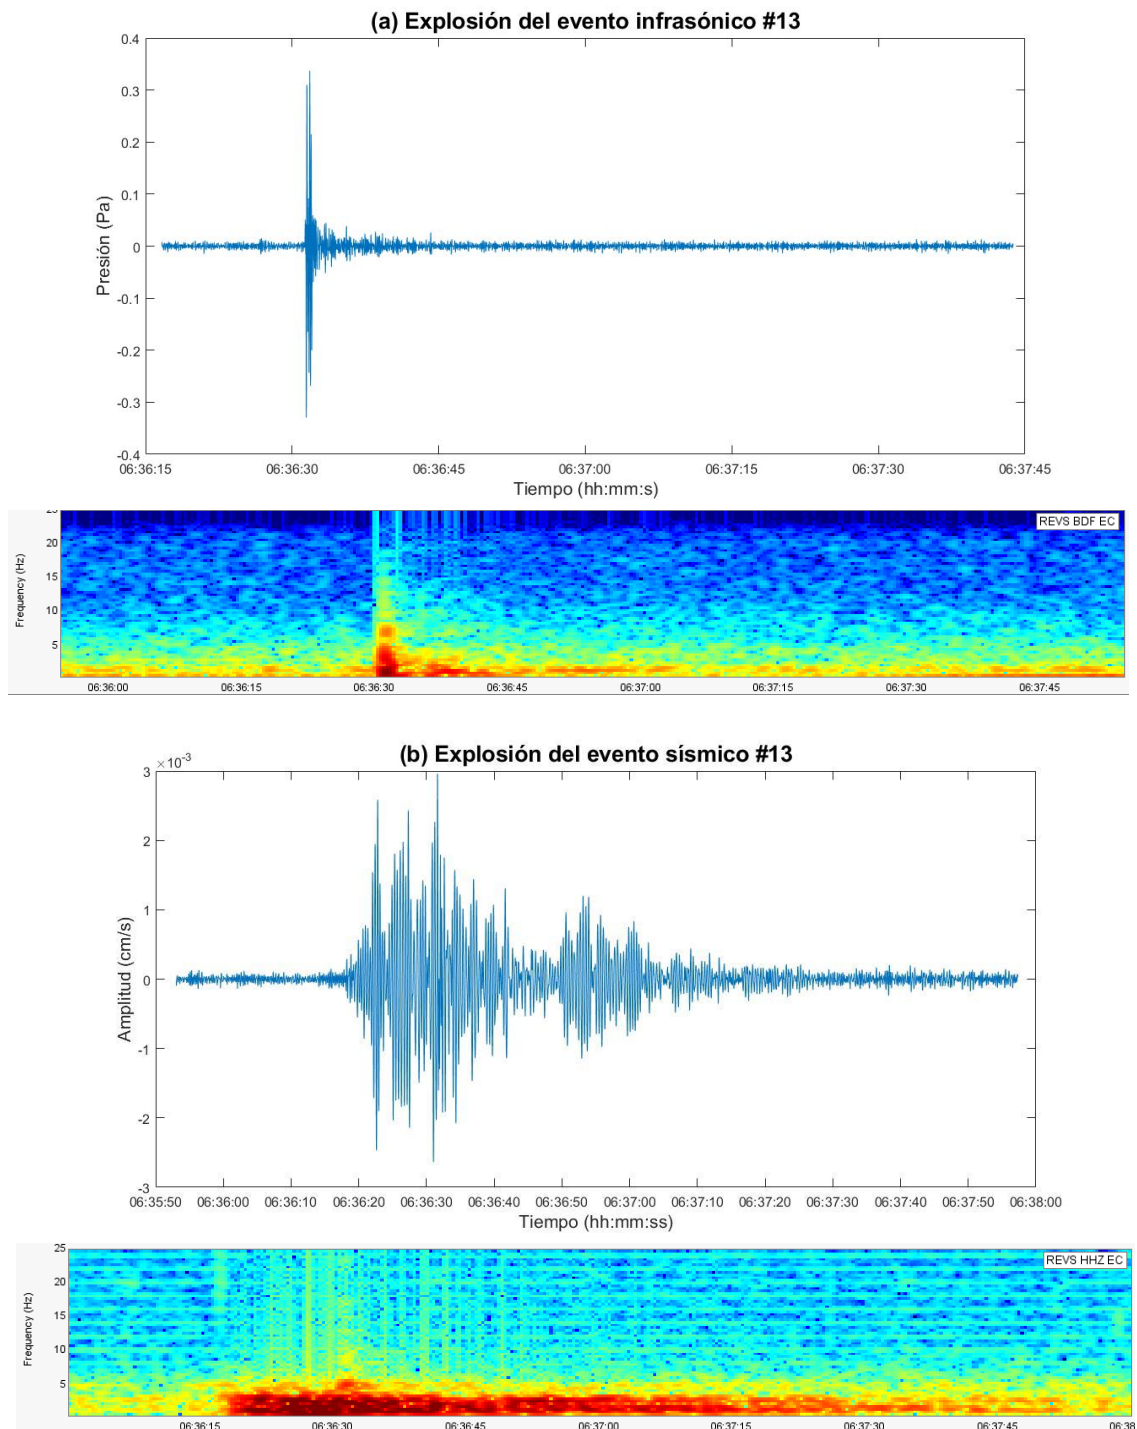 (a) Explosión del evento infrasónico #13
0.4
0.3
0.2
0.1
0
-0.1
-0.2
-0.3
-0.4
Presión (Pa)
06:36:15 06:36:30 06:36:45 06:37:00 06:37:15 06:37:30 06:37:45
Tiempo (hh:mm:s)
REVS BDF EC
25
20
15
10
5
Frequency (Hz)
06:36:00 06:36:15 06:36:30 06:36:45 06:37:00 06:37:15 06:37:30 06:37:45
(b) Explosión del evento sísmico #13
×10-3
3
2
1
0
-1
-2
-3
Amplitud (cm/s)
06:35:50 06:36:00 06:36:10 06:36:20 06:36:30 06:36:40 06:36:50 06:37:00 06:37:10 06:37:20 06:37:30 06:37:40 06:37:50 06:38:00
Tiempo (hh:mm:ss)
REVS HHZ EC
25
20
15
10
5
Frequency (Hz)
06:36:15 06:36:30 06:36:45 06:37:00 06:37:15 06:37:30 06:37:45 06:38